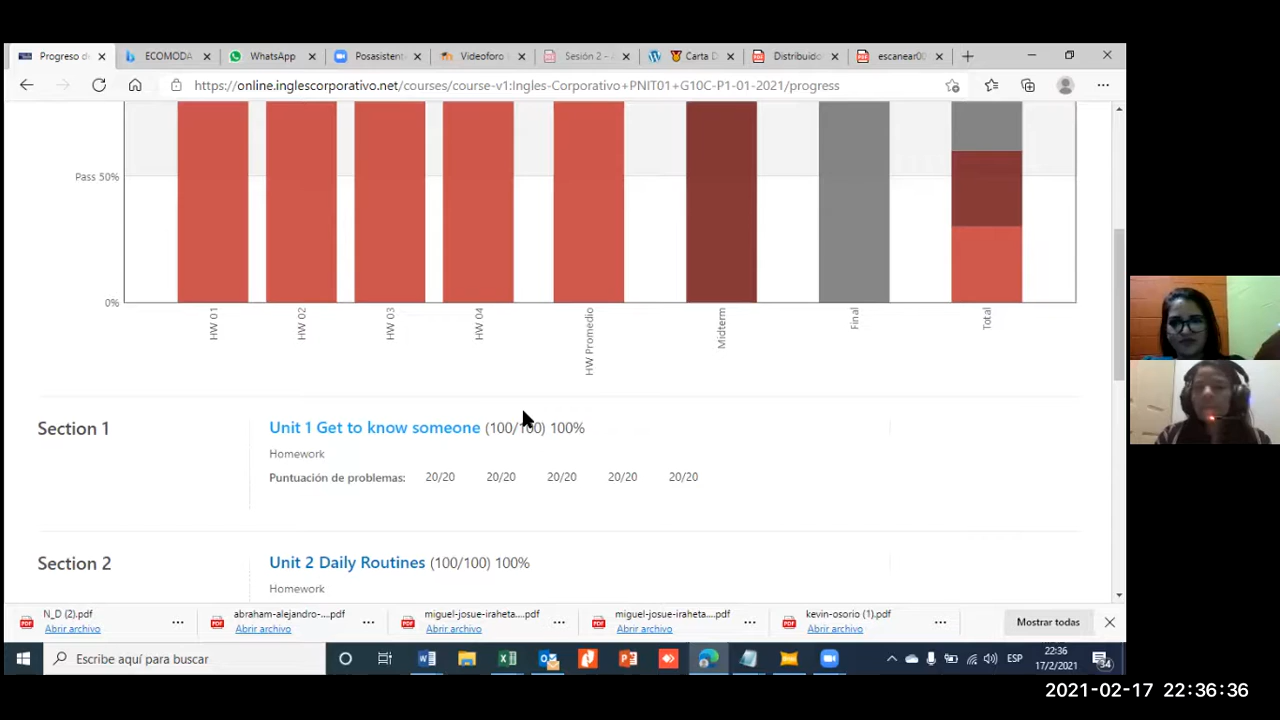 Progreso de
ECOMODA
WhatsApp
Posasistent
Videoforo
Sesión 2 -
Carta D
Distribuido
escanear00
https://online.inglescorporativo.net/courses/course-v1:Ingles-Corporativo+PNIT01+G10C-P1-01-2021/progress
Pass 50%
0%
HW 01
HW 02
HW 03
HW 04
HW Promedio
Midterm
Final
Total
Section 1
Unit 1 Get to know someone (100/100) 100%
Homework
Puntuación de problemas: 20/20 20/20 20/20 20/20 20/20
Section 2
Unit 2 Daily Routines (100/100) 100%
Homework
N_D (2).pdf
Abrir archivo
abraham-alejandro-....pdf
Abrir archivo
miguel-josue-iraheta....pdf
Abrir archivo
miguel-josue-iraheta....pdf
Abrir archivo
kevin-osorio (1).pdf
Abrir archivo
Mostrar todas
Escribe aquí para buscar
ESP
22:36
17/2/2021
34
2021-02-17 22:36:36